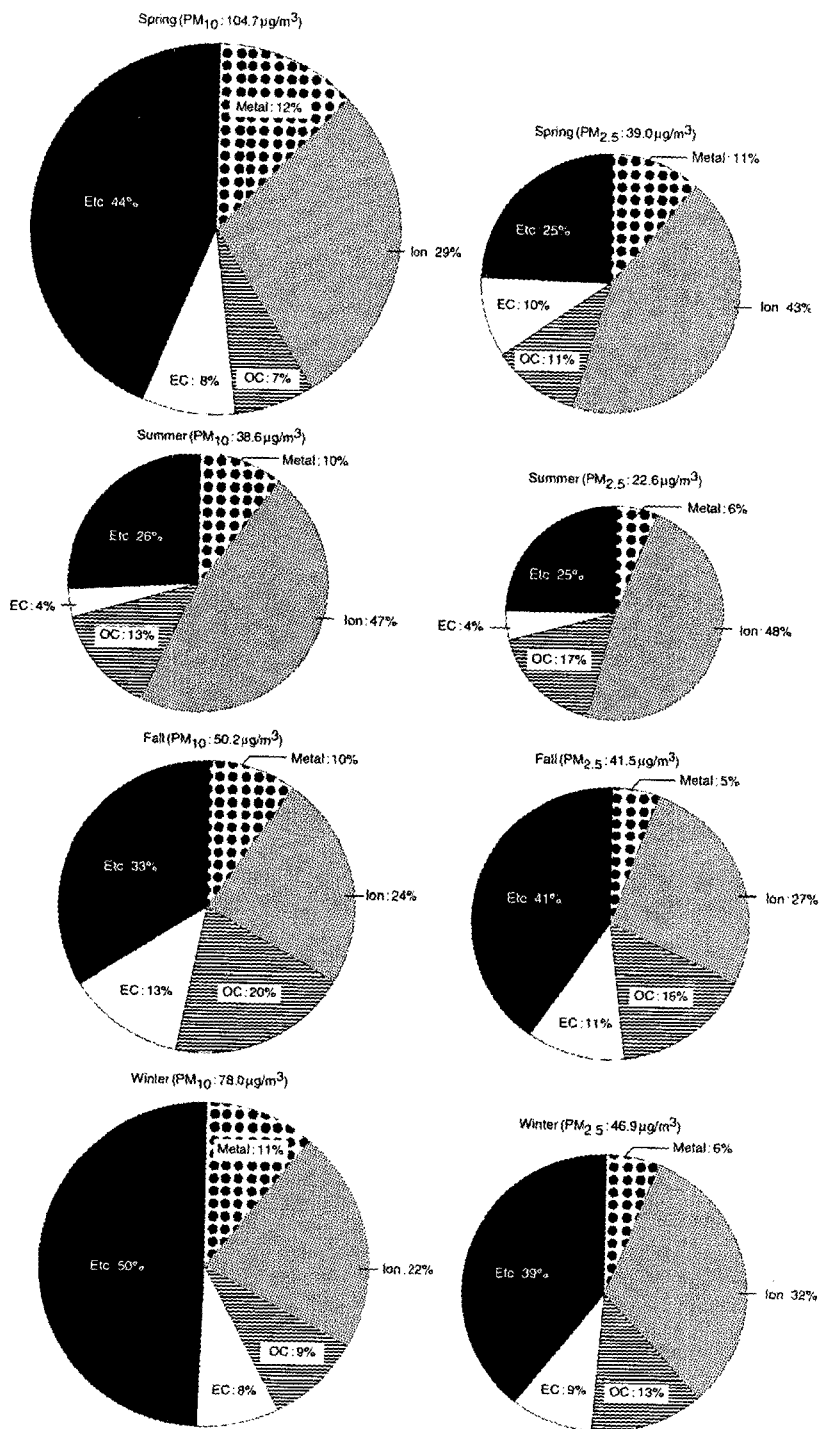 Spring (PM10 : 104.7µg/m3)
Metal : 12%
Etc 44%
Ion 29%
EC : 8%
OC : 7%
Spring (PM2.5 : 39.0µg/m3)
Metal : 11%
Etc 25%
EC : 10%
Ion 43%
OC : 11%
Summer (PM10 : 38.6µg/m3)
Metal : 10%
Etc 26%
EC : 4%
Ion : 47%
OC : 13%
Summer (PM2.5 : 22.6µg/m3)
Metal : 6%
Etc 25%
EC : 4%
Ion : 48%
OC : 17%
Fall (PM10 : 50.2µg/m3)
Metal : 10%
Etc 33%
Ion : 24%
EC : 13%
OC : 20%
Fall (PM2.5 : 41.5µg/m3)
Metal : 5%
Etc 41%
Ion : 27%
OC : 16%
EC : 11%
Winter (PM10 : 78.0µg/m3)
Metal : 11%
Etc 50%
Ion : 22%
OC : 9%
EC : 8%
Winter (PM2.5 : 46.9µg/m3)
Metal : 6%
Etc 39%
Ion 32%
EC : 9%
OC : 13%